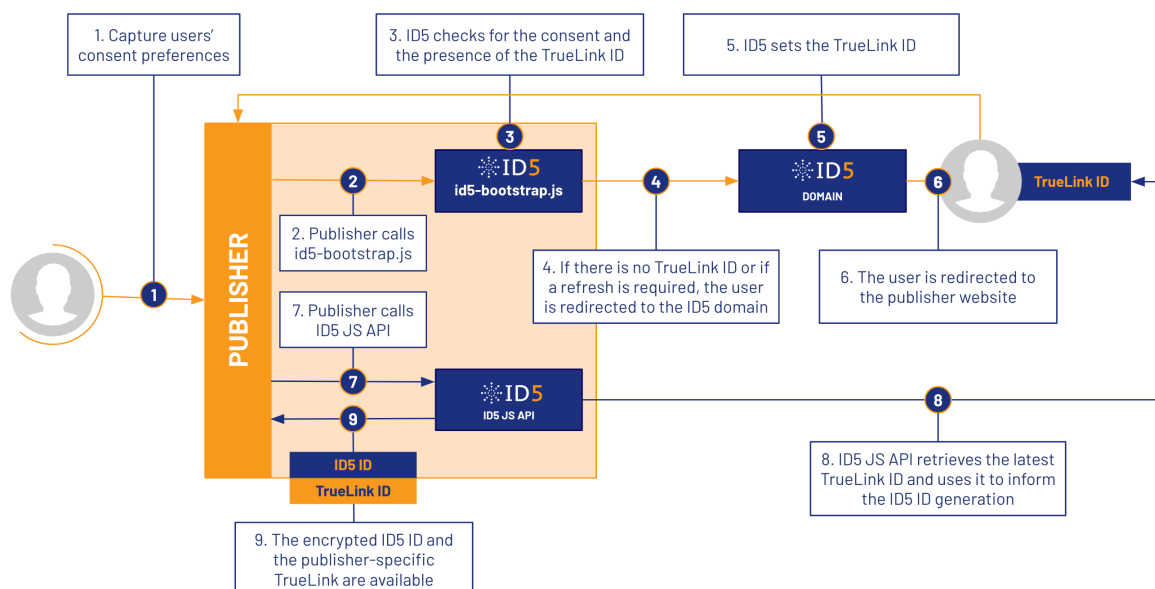 1. Capture users'
consent preferences
3. ID5 checks for the consent and
the presence of the TrueLink ID
5. ID5 sets the TrueLink ID
3
5
ID5
id5-bootstrap.js
ID5
DOMAIN
2
4
6
TrueLink ID
2. Publisher calls
id5-bootstrap.js
4. If there is no TrueLink ID or if
a refresh is required, the user
is redirected to the ID5 domain
6. The user is redirected to
the publisher website
1
PUBLISHER
7. Publisher calls
ID5 JS API
7
ID5
ID5 JS API
8
9
ID5 ID
TrueLink ID
8. ID5 JS API retrieves the latest
TrueLink ID and uses it to inform
the ID5 ID generation
9. The encrypted ID5 ID and
the publisher-specific
TrueLink are available